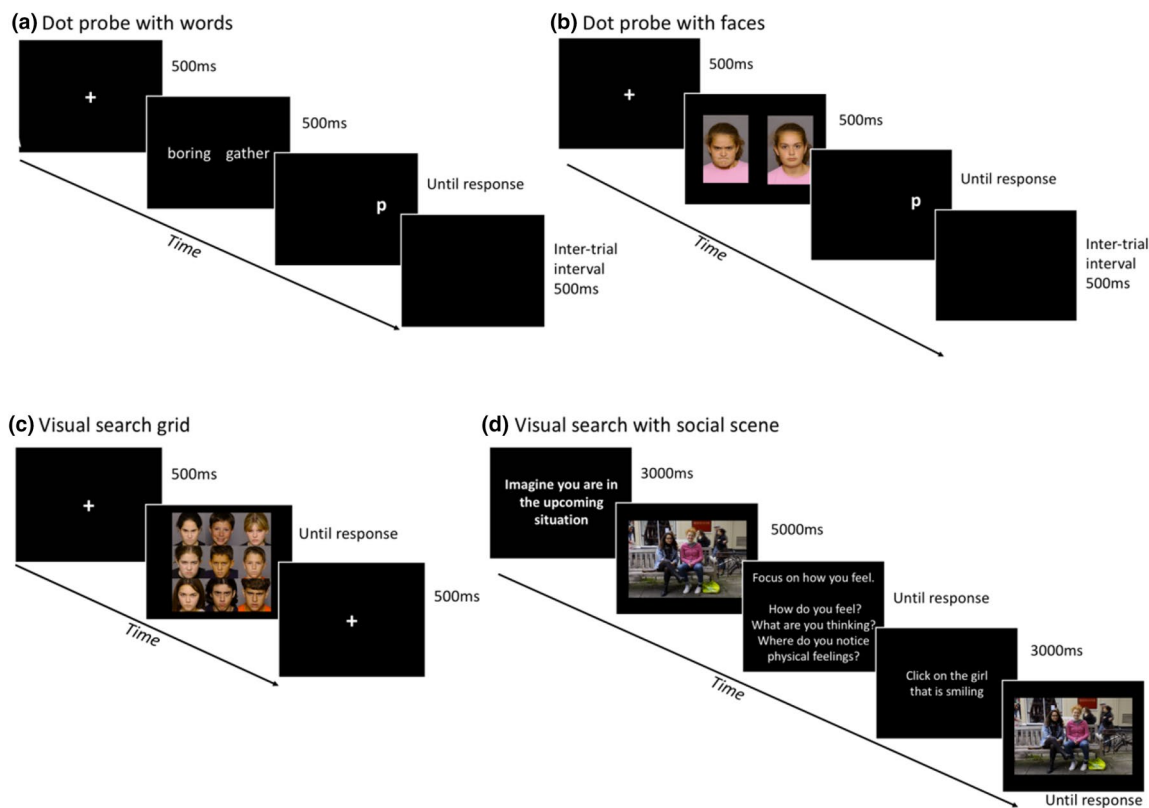 (a) Dot probe with words
+
500ms
boring gather
500ms
p
Until response
Inter-trial
interval
500ms
Time
(b) Dot probe with faces
+
500ms
500ms
p
Until response
Inter-trial
interval
500ms
Time
(c) Visual search grid
+
500ms
Until response
+
500ms
Time
(d) Visual search with social scene
Imagine you are in
the upcoming
situation
3000ms
5000ms
Focus on how you feel.
How do you feel?
What are you thinking?
Where do you notice
physical feelings?
Until response
Click on the girl
that is smiling
3000ms
Until response
Time